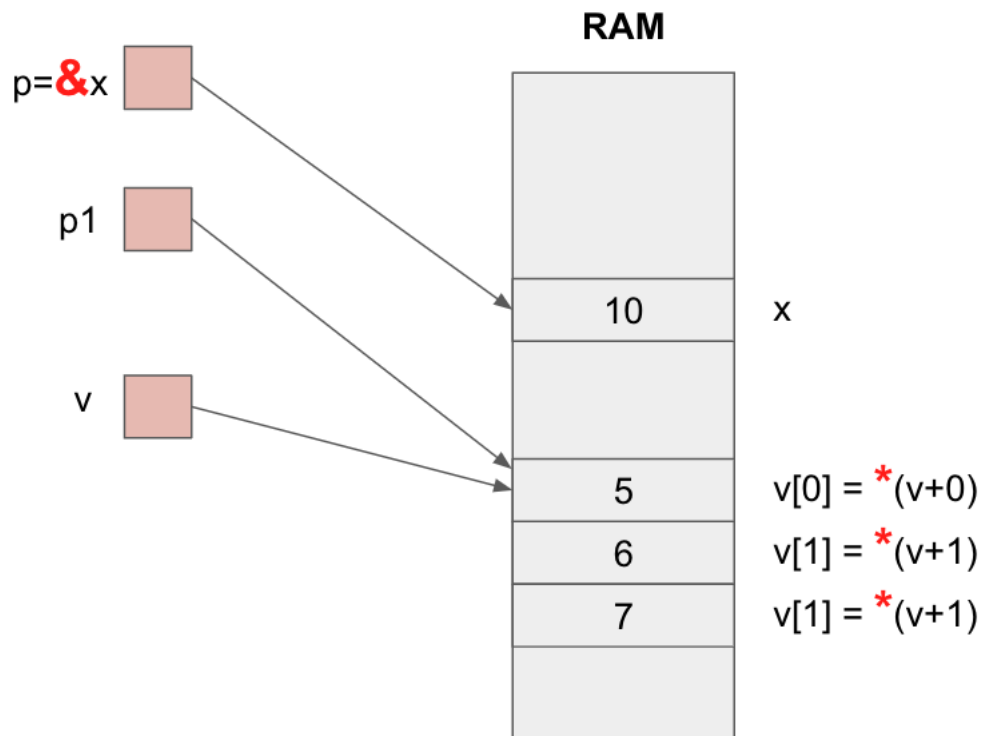 RAM
p=&x
p1
10 x
v
5 v[0] = *(v+0)
6 v[1] = *(v+1)
7 v[1] = *(v+1)